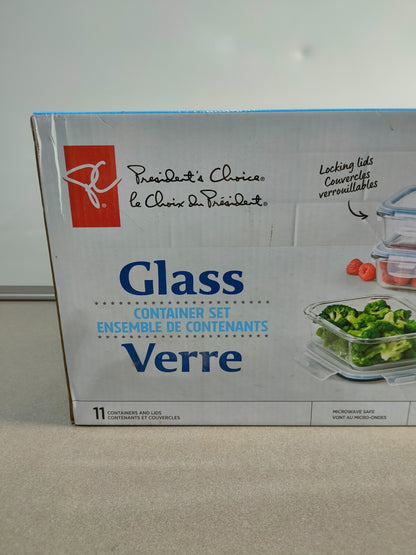 PC
President's Choice®
le Choix du Président®
Locking lids
Couvercles
verrouillables
Glass
CONTAINER SET
ENSEMBLE DE CONTENANTS
Verre
11 CONTAINERS AND LIDS
CONTENANTS ET COUVERCLES
MICROWAVE SAFE
VONT AU MICRO-ONDES